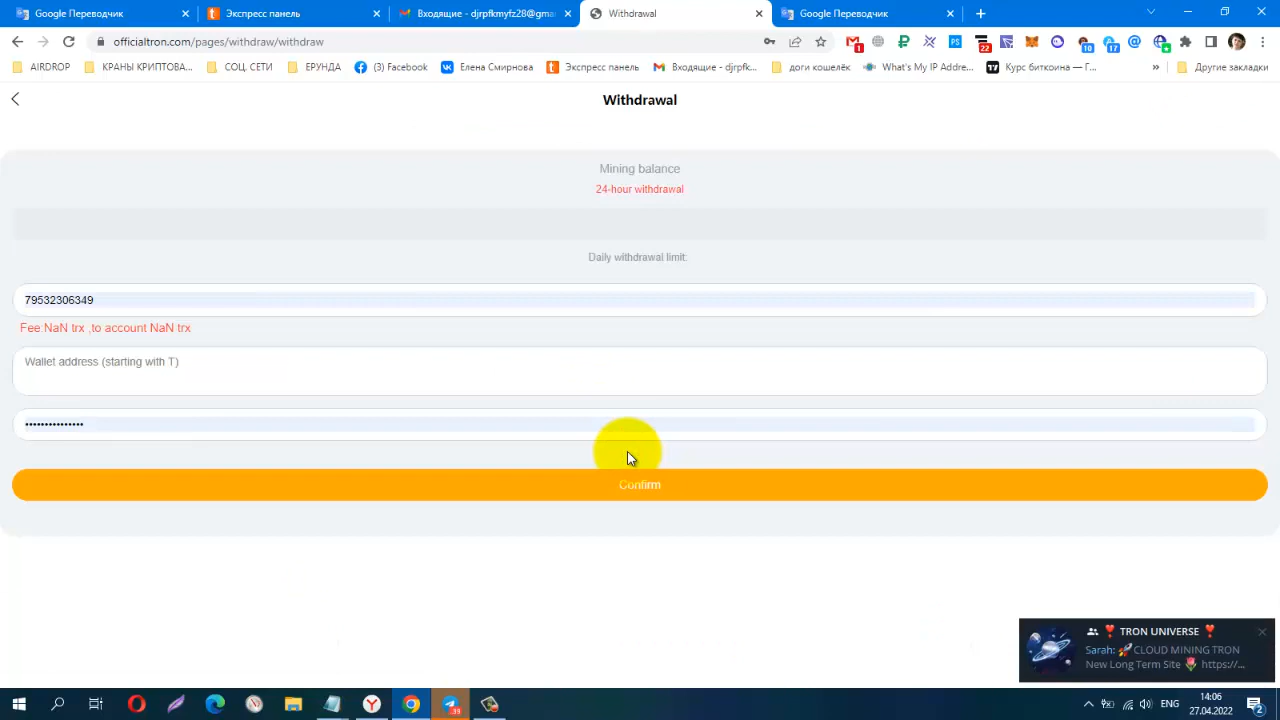 Google Переводчик
Экспресс панель
Входящие - djrpfkmyfz28@gma
Withdrawal
Google Переводчик
officialtron.com/pages/withdraw/withdraw
AIRDROP
КРАНЫ КРИПТОВА...
СОЦ. СЕТИ
ЕРУНДА
(3) Facebook
Елена Смирнова
Экспресс панель
Входящие - djrpfk...
доги кошелёк
What's My IP Addre...
Курс биткоина — Г...
»
Другие закладки
Withdrawal
Mining balance
24-hour withdrawal
Daily withdrawal limit:
79532306349
Fee:NaN trx ,to account NaN trx
Wallet address (starting with T)
•••••••••••••••
Confirm
TRON UNIVERSE
Sarah: 🚀 CLOUD MINING TRON
New Long Term Site 🌷 https://...
ENG
14:06
27.04.2022